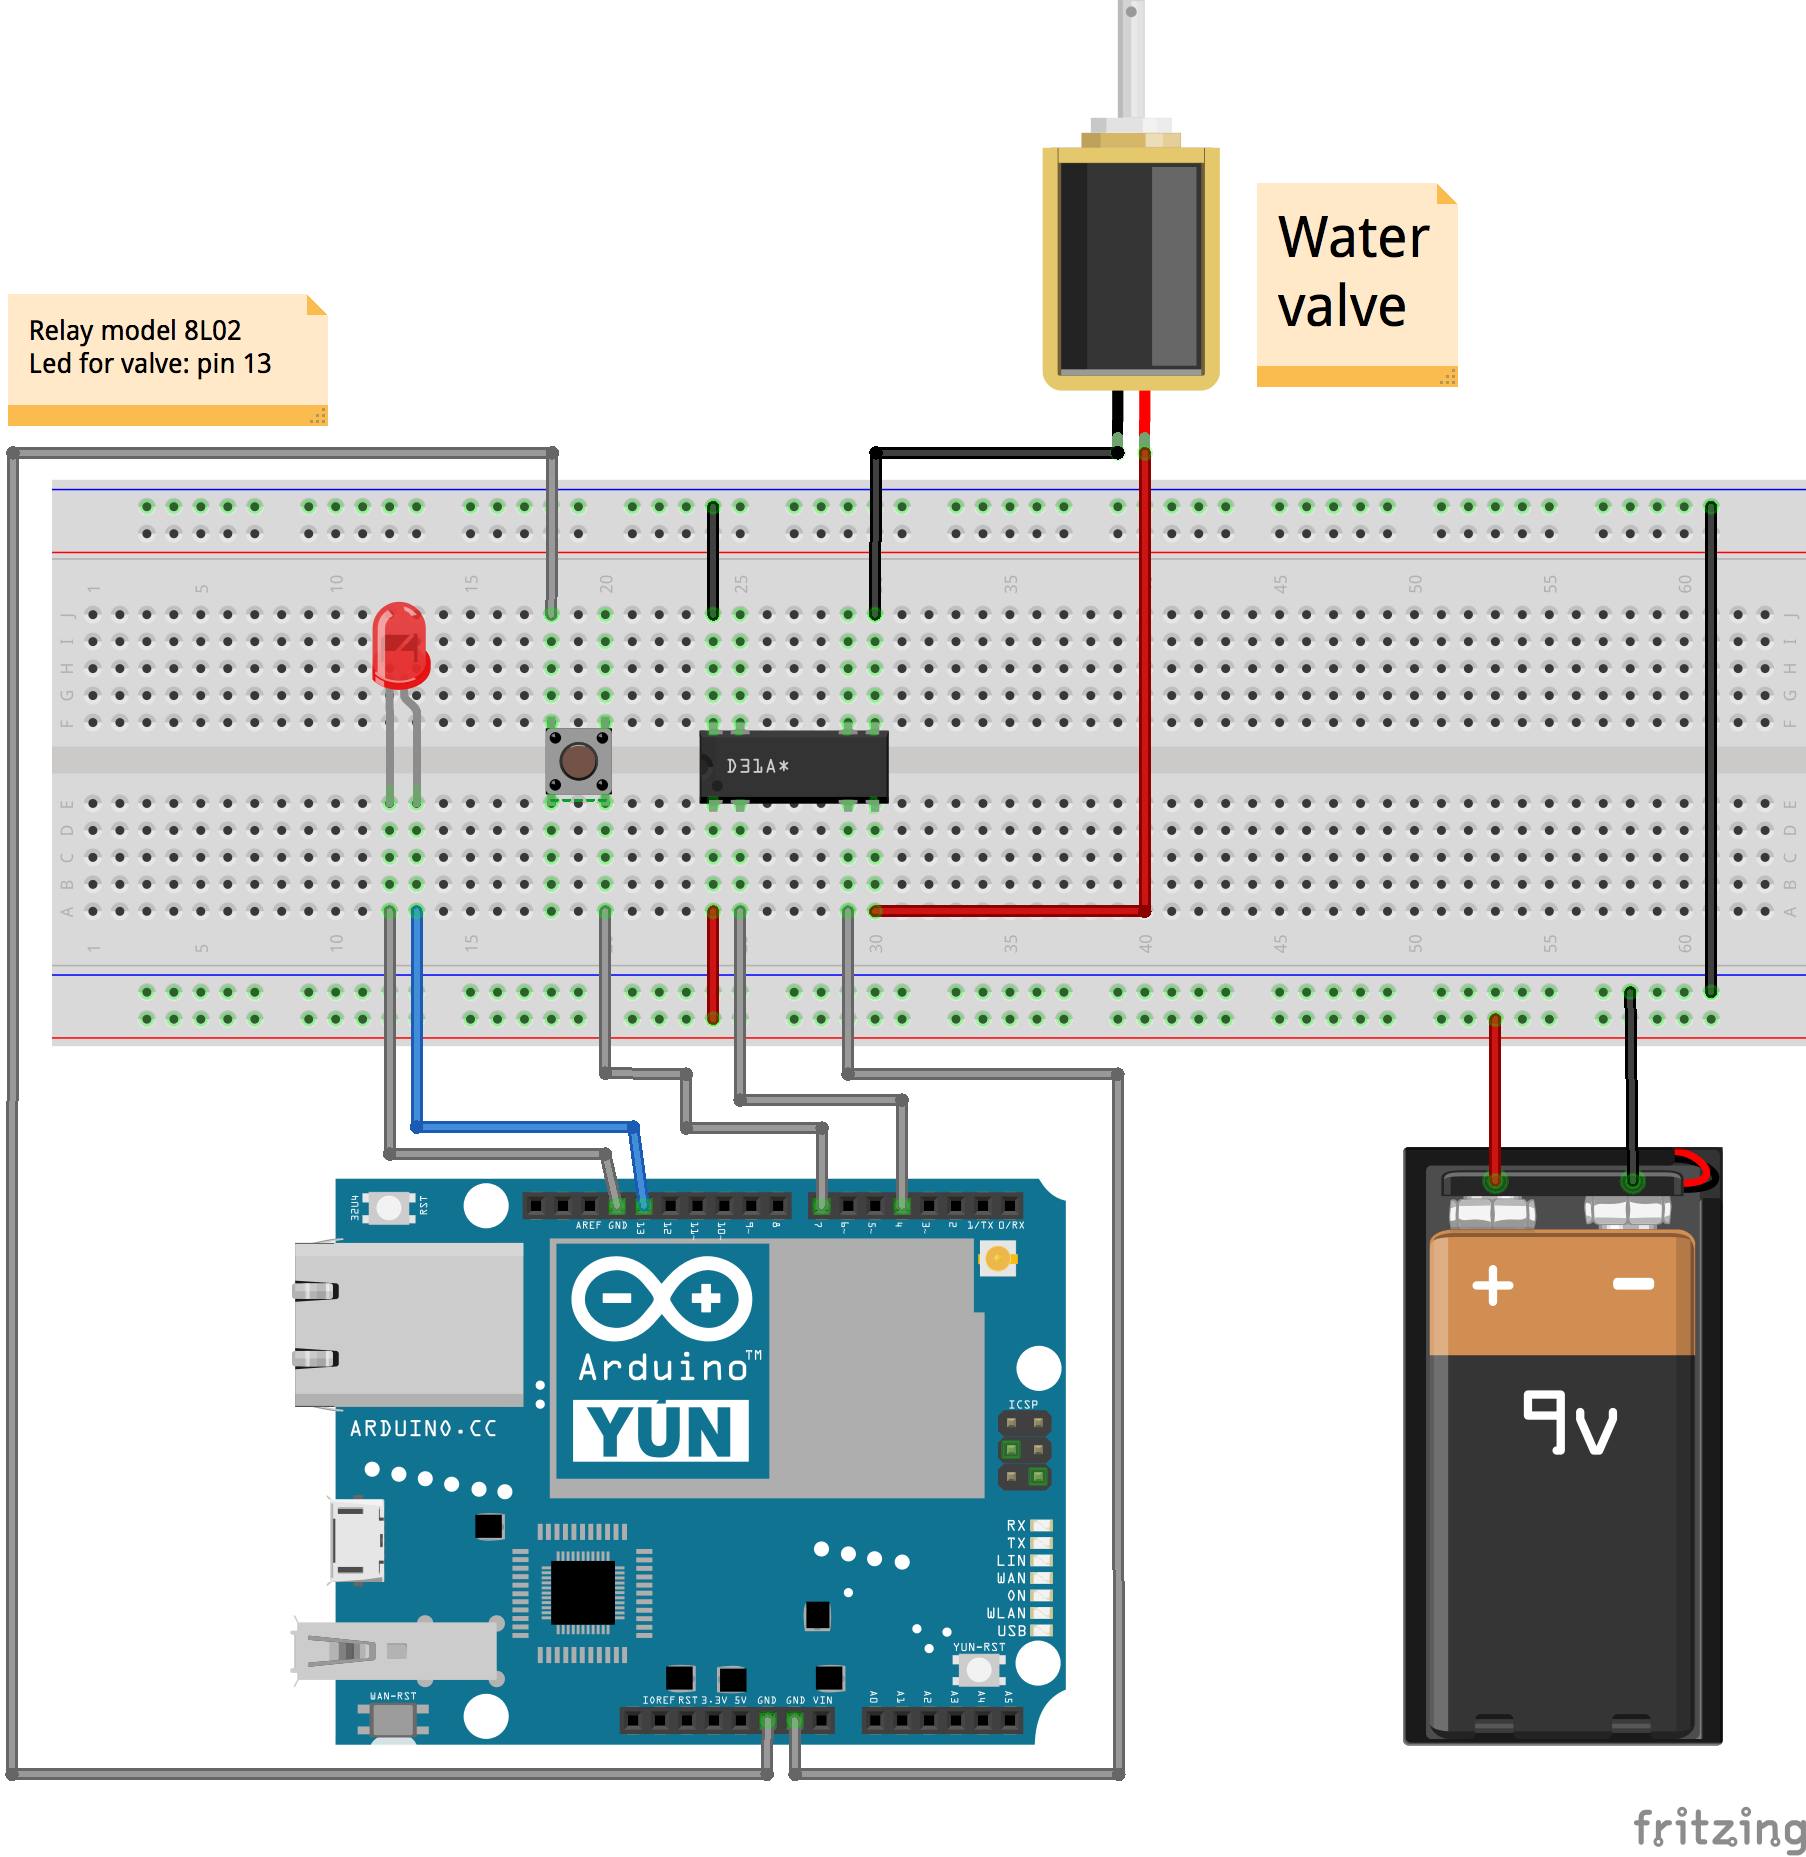 Water
valve
Relay model 8L02
Led for valve: pin 13
1 5 10 15 20 25 35 45 50 55 60
J J
I I
H H
G G
F F
D31A*
E E
D D
C C
B B
A A
1 5 10 15 30 35 40 45 50 55 60
32U4 RST
AREF GND 13 12 11~ 10~ 9~ 8 7 6~ 5~ 4 3~ 2 1/TX 0/RX
+ −
Arduino™
YÚN
9v
ICSP
ARDUINO.CC
RX
TX
LIN
WAN
ON
WLAN
USB
YUN-RST
WAN-RST
IOREF RST 3.3V 5V GND GND VIN A0 A1 A2 A3 A4 A5
fritzing